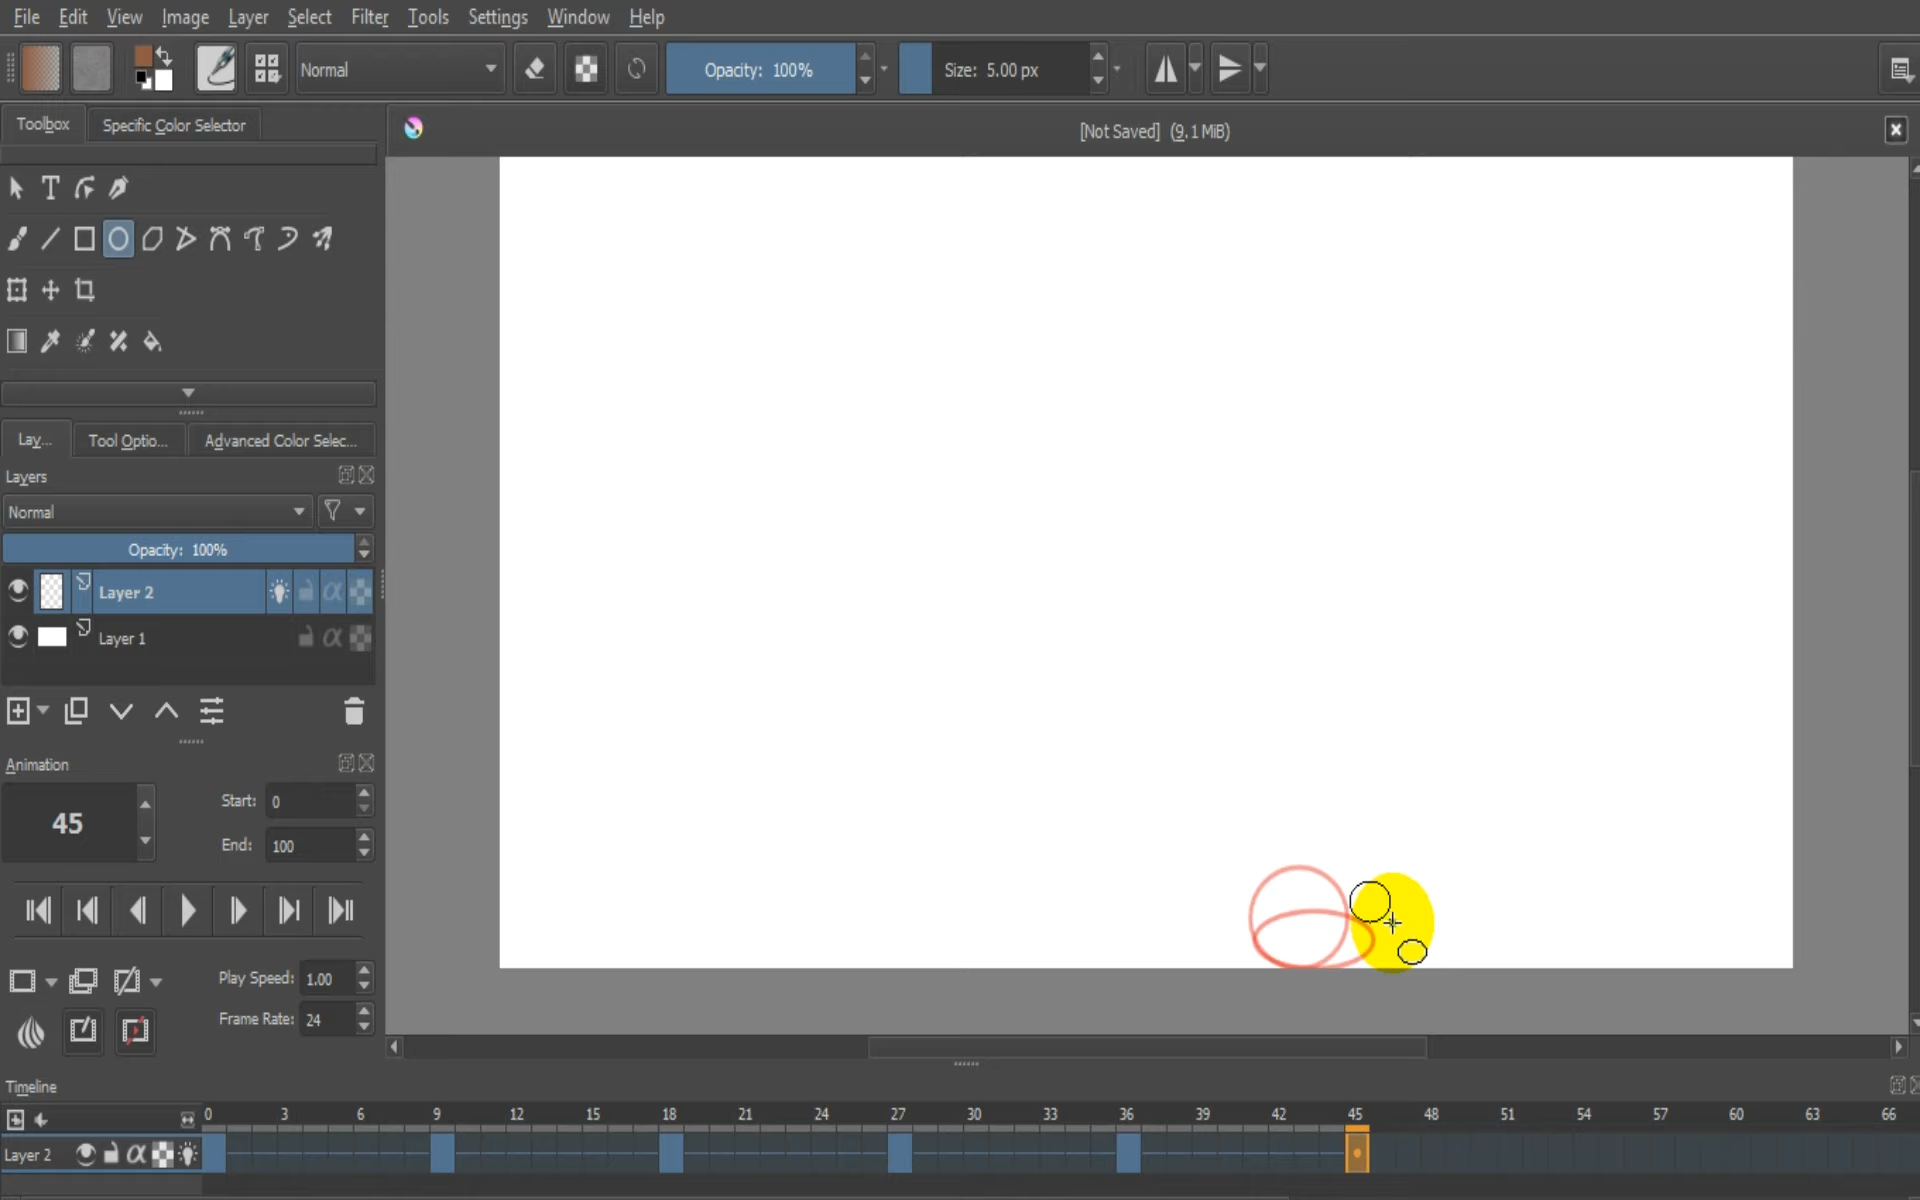 File Edit View Image Layer Select Filter Tools Settings Window Help
Normal Opacity: 100% Size: 5.00 px
Toolbox Specific Color Selector
[Not Saved] (9.1 MiB)
T
Lay... Tool Optio... Advanced Color Selec...
Layers
Normal
Opacity: 100%
Layer 2
Layer 1
Animation
45
Start: 0
End: 100
Play Speed: 1.00
Frame Rate: 24
Timeline
0 3 6 9 12 15 18 21 24 27 30 33 36 39 42 45 48 51 54 57 60 63 66
Layer 2